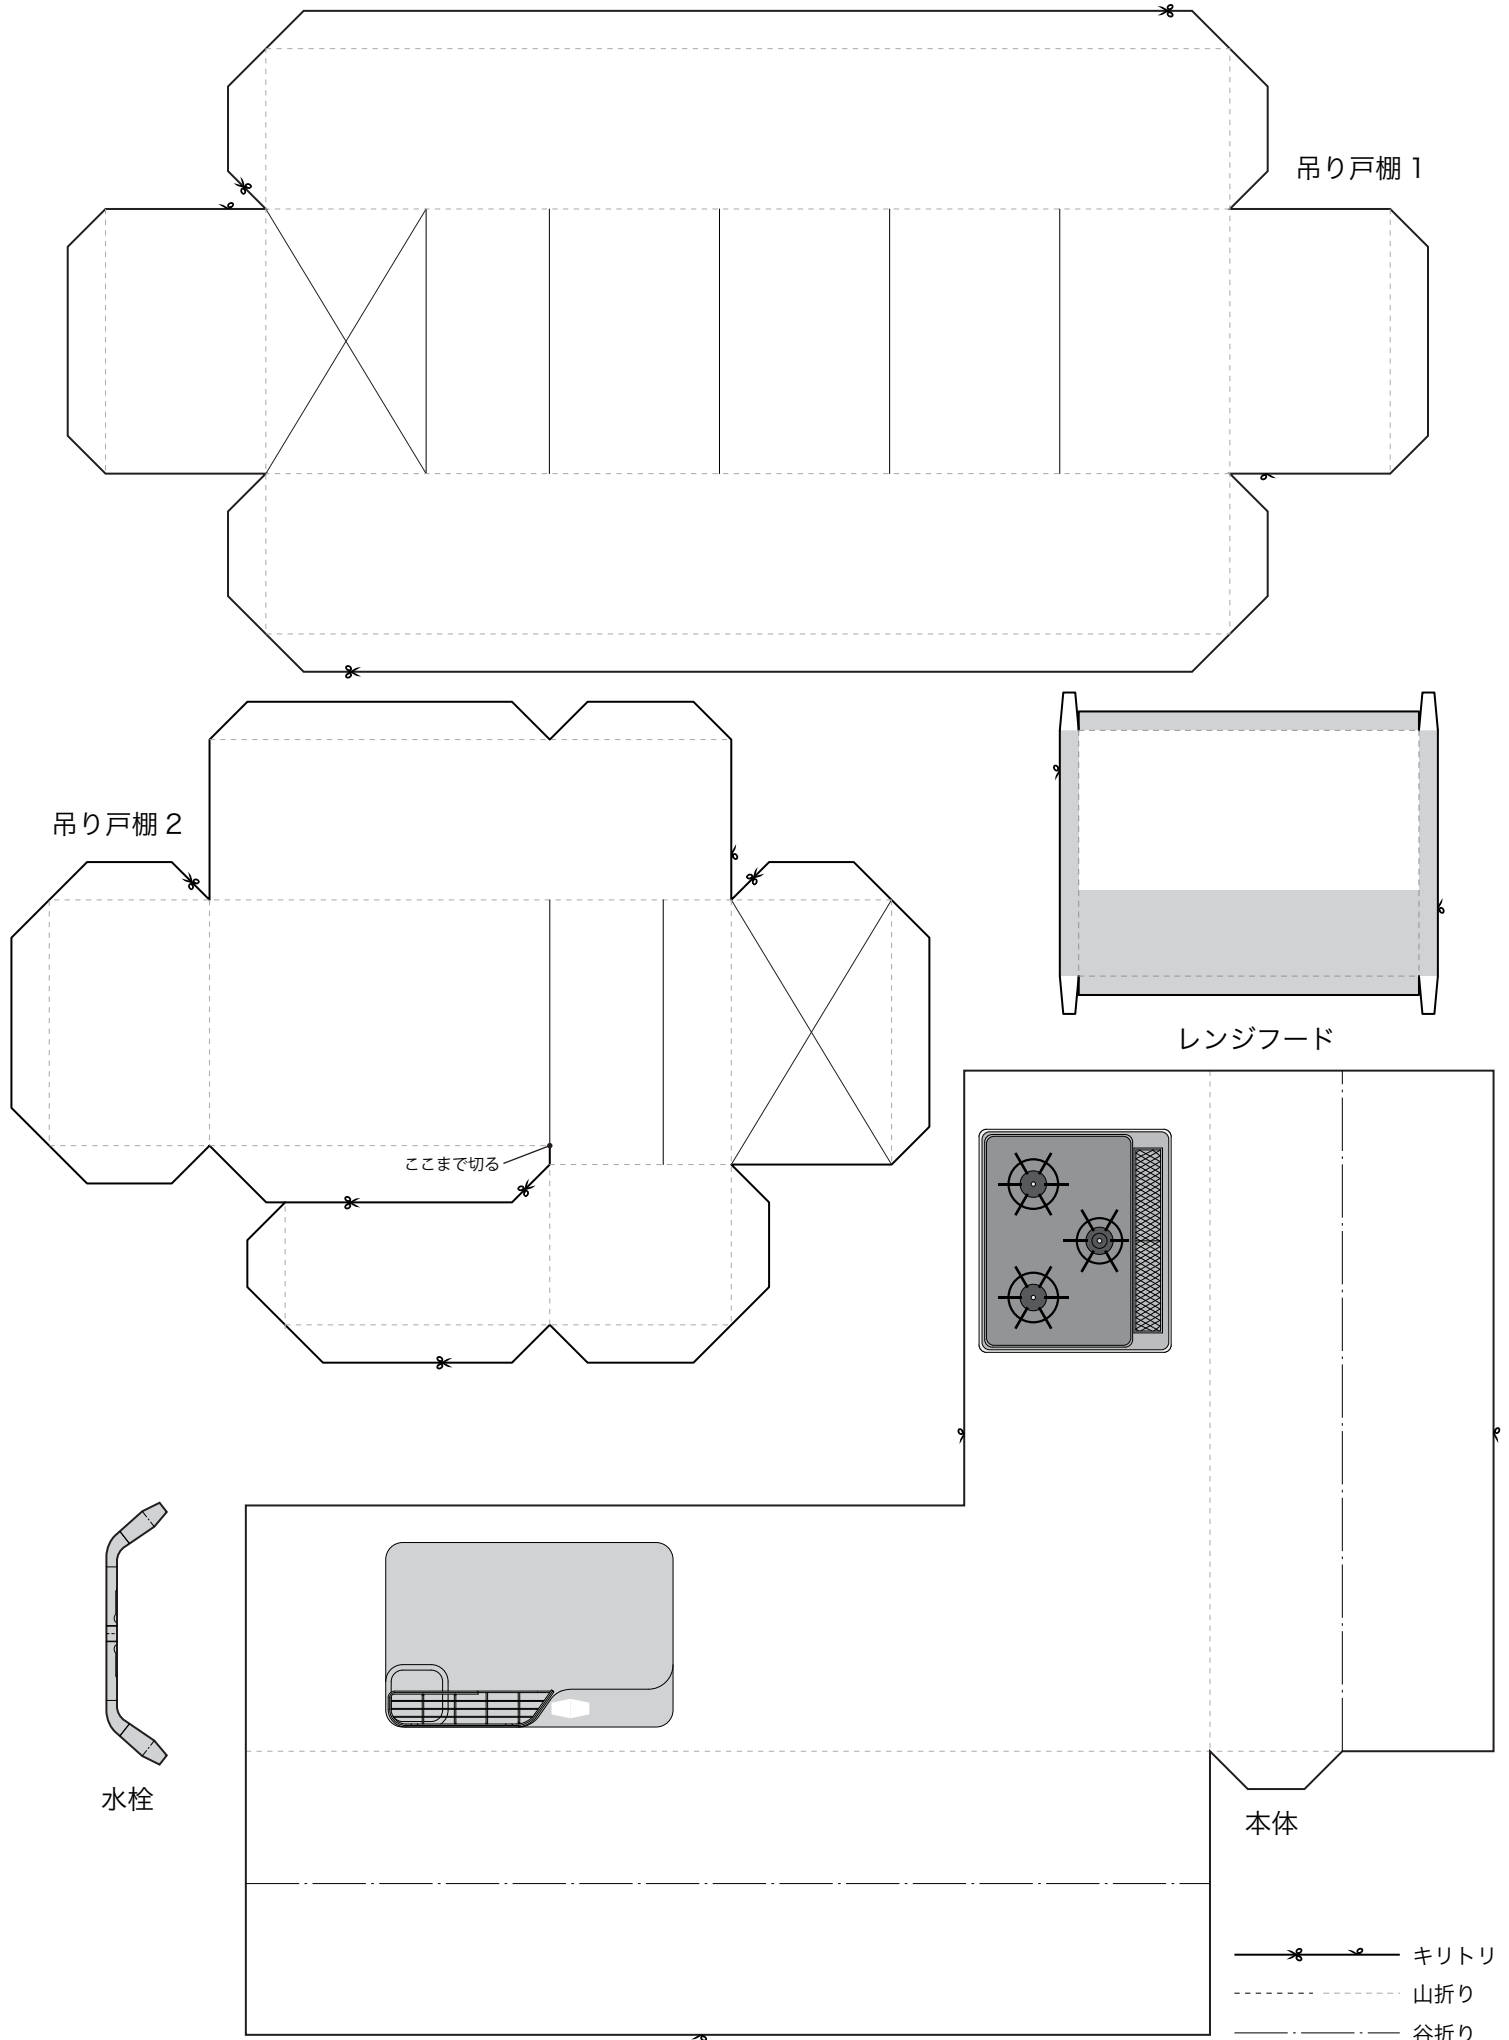 吊り戸棚 1
吊り戸棚 2
ここまで切る
レンジフード
水栓
本体
キリトリ
山折り
谷折り